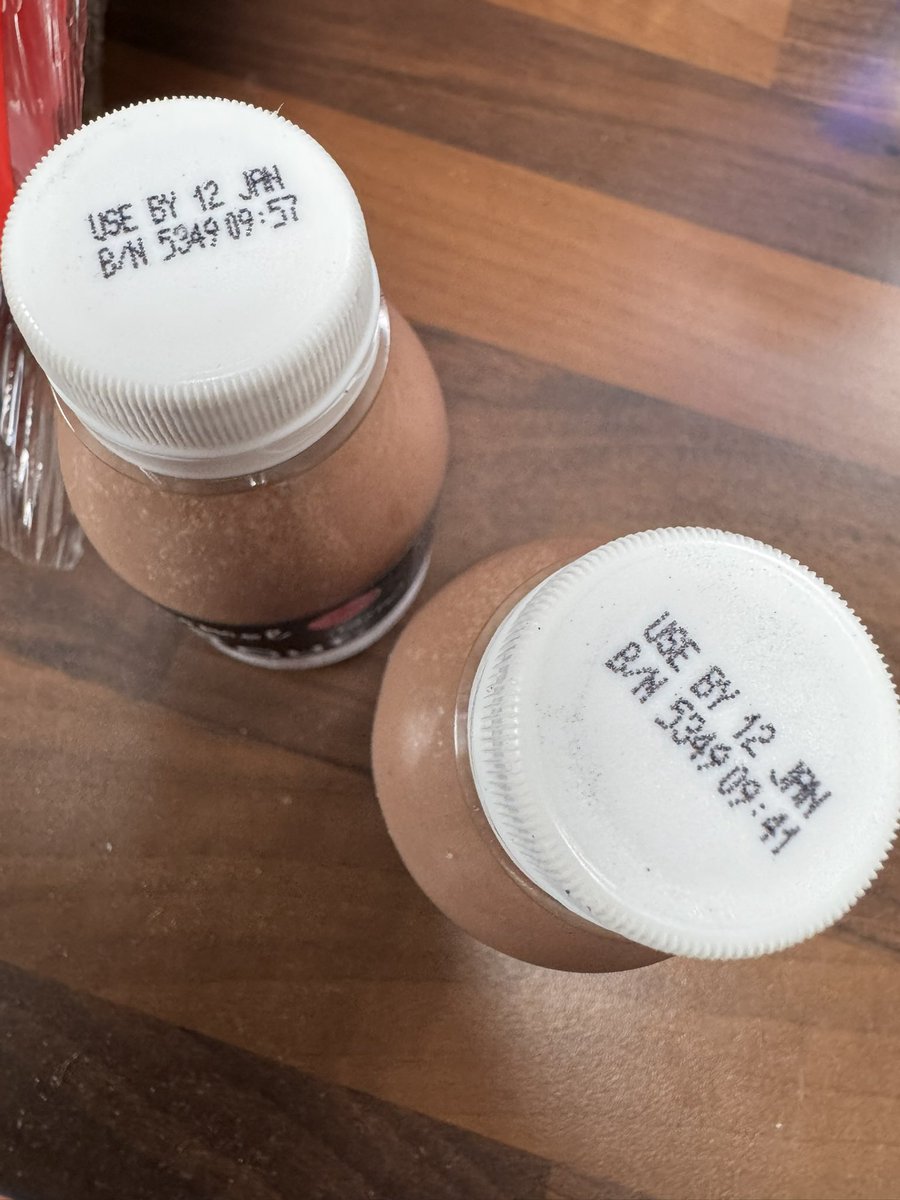 USE BY 12 JAN
B/N 5349 09:57
USE BY 12 JAN
B/N 5349 09:41